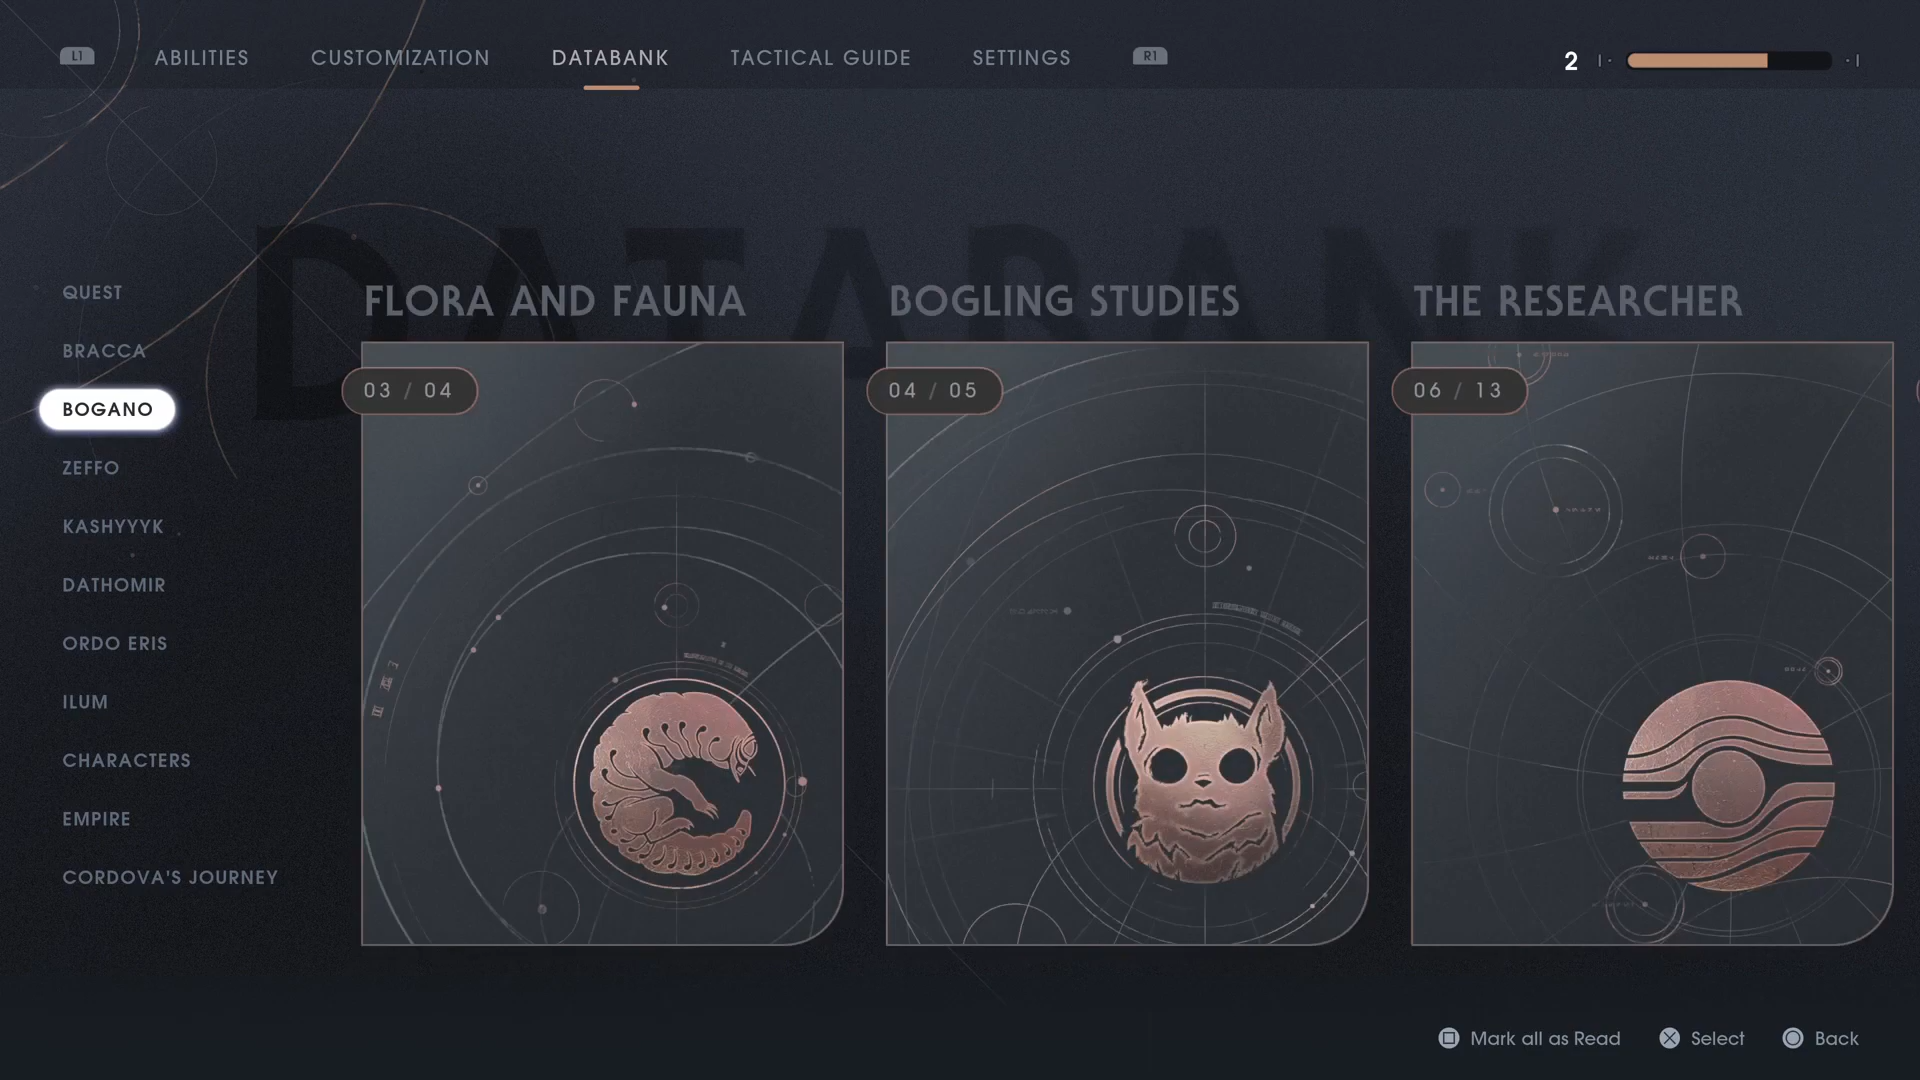 L1 ABILITIES CUSTOMIZATION DATABANK TACTICAL GUIDE SETTINGS R1 2
DATABANK
QUEST
BRACCA
BOGANO
ZEFFO
KASHYYYK
DATHOMIR
ORDO ERIS
ILUM
CHARACTERS
EMPIRE
CORDOVA'S JOURNEY
FLORA AND FAUNA
03 / 04
BOGLING STUDIES
04 / 05
THE RESEARCHER
06 / 13
Mark all as Read Select Back